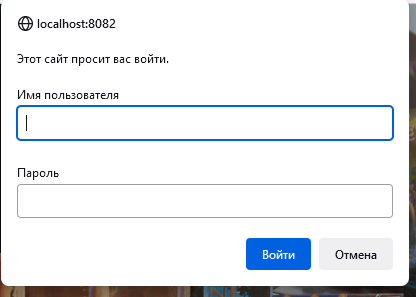 localhost:8082
Этот сайт просит вас войти.
Имя пользователя
Пароль
Войти Отмена